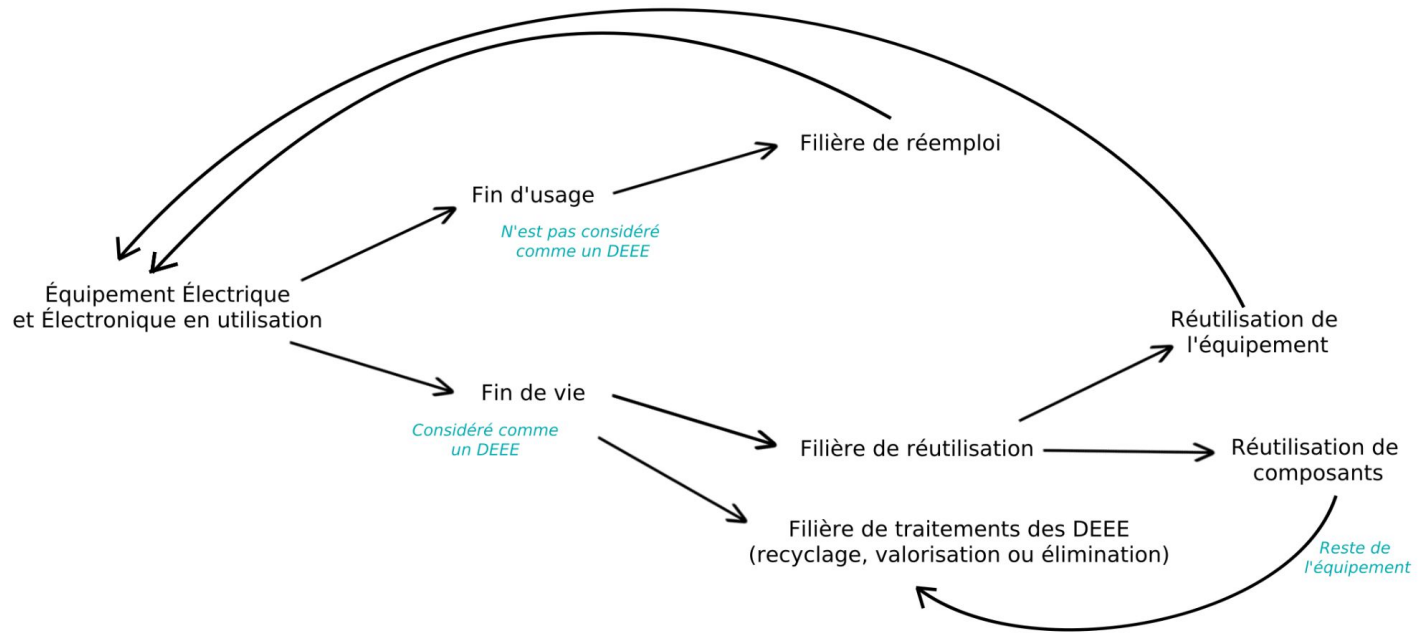 Filière de réemploi
Fin d'usage
N'est pas considéré
comme un DEEE
Équipement Électrique
et Électronique en utilisation
Réutilisation de
l'équipement
Fin de vie
Considéré comme
un DEEE
Filière de réutilisation
Réutilisation de
composants
Filière de traitements des DEEE
(recyclage, valorisation ou élimination)
Reste de
l'équipement